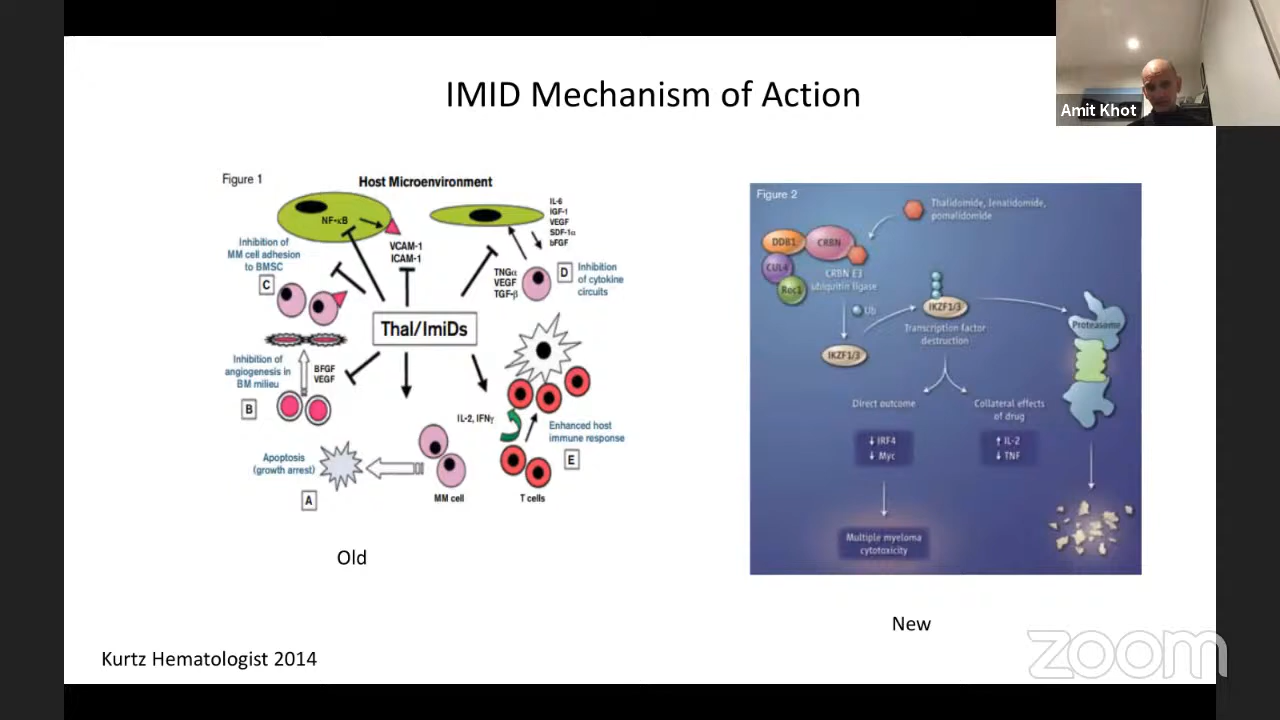 IMID Mechanism of Action
Amit Khot
Figure 1
Host Microenvironment
NF-κB
VCAM-1
ICAM-1
IL-6
IGF-1
VEGF
SDF-1α
bFGF
Inhibition of
MM cell adhesion
to BMSC
C
TNGα
VEGF
TGF-β
D
Inhibition
of cytokine
circuits
Thal/ImiDs
Inhibition of
angiogenesis in
BM milieu
B
BFGF
VEGF
IL-2, IFNγ
Enhanced host
immune response
E
Apoptosis
(growth arrest)
A
MM cell
T cells
Old
Figure 2
Thalidomide, lenalidomide,
pomalidomide
DDB1
CRBN
CUL4
Roc1
CRBN E3
ubiquitin ligase
Ub
IKZF1/3
IKZF1/3
Transcription factor
destruction
Proteasome
Direct outcome
Collateral effects
of drug
↓ IRF4
↓ Myc
↑ IL-2
↓ TNF
Multiple myeloma
cytotoxicity
New
Kurtz Hematologist 2014
zoom